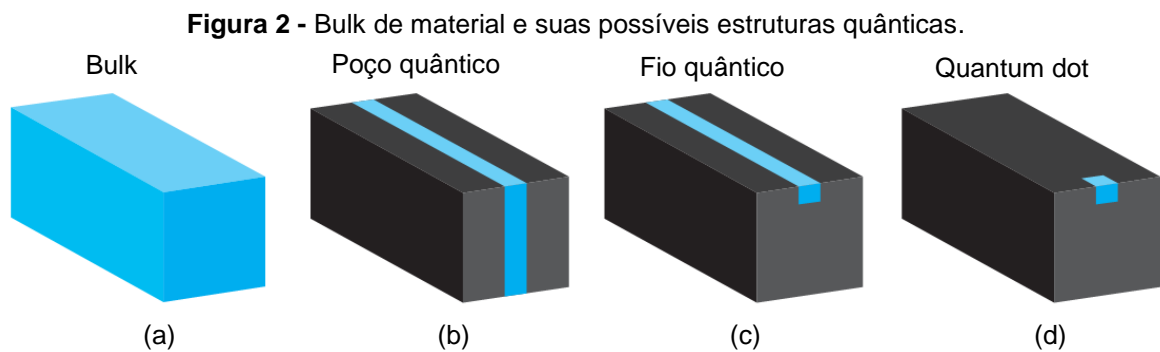 Figura 2 - Bulk de material e suas possíveis estruturas quânticas.
Bulk Poço quântico Fio quântico Quantum dot
(a) (b) (c) (d)